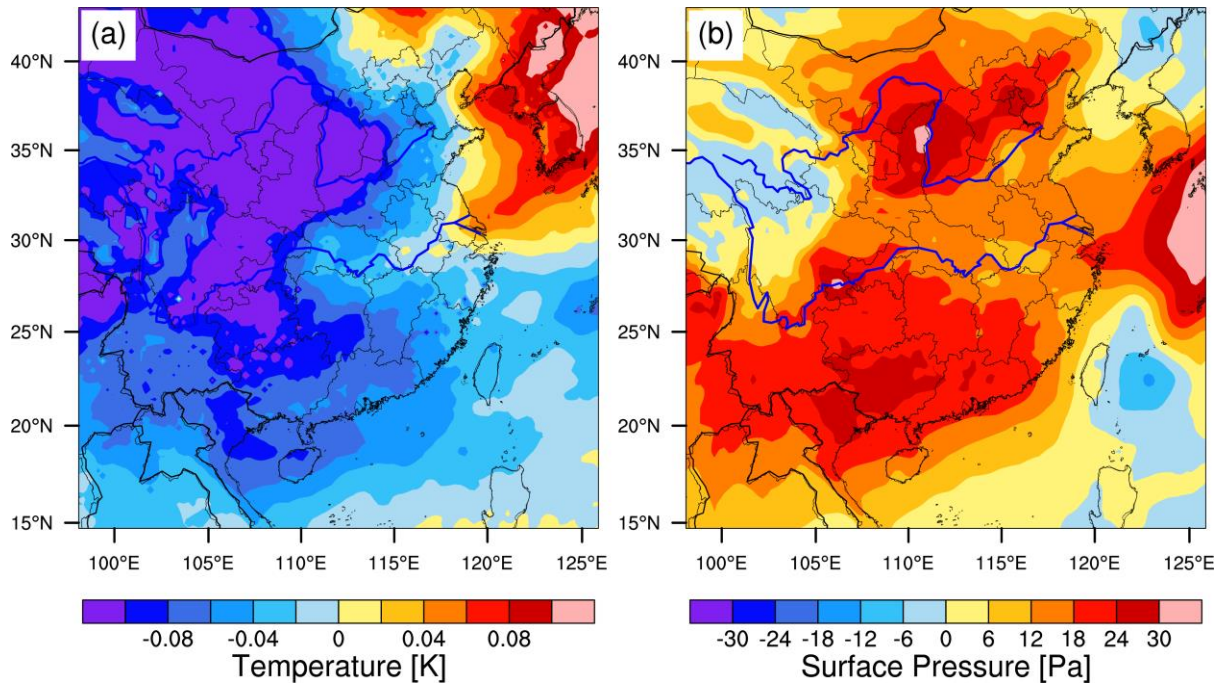 (a)
40°N
35°N
30°N
25°N
20°N
15°N
100°E 105°E 110°E 115°E 120°E 125°E
-0.08 -0.04 0 0.04 0.08
Temperature [K]
(b)
40°N
35°N
30°N
25°N
20°N
15°N
100°E 105°E 110°E 115°E 120°E 125°E
-30 -24 -18 -12 -6 0 6 12 18 24 30
Surface Pressure [Pa]